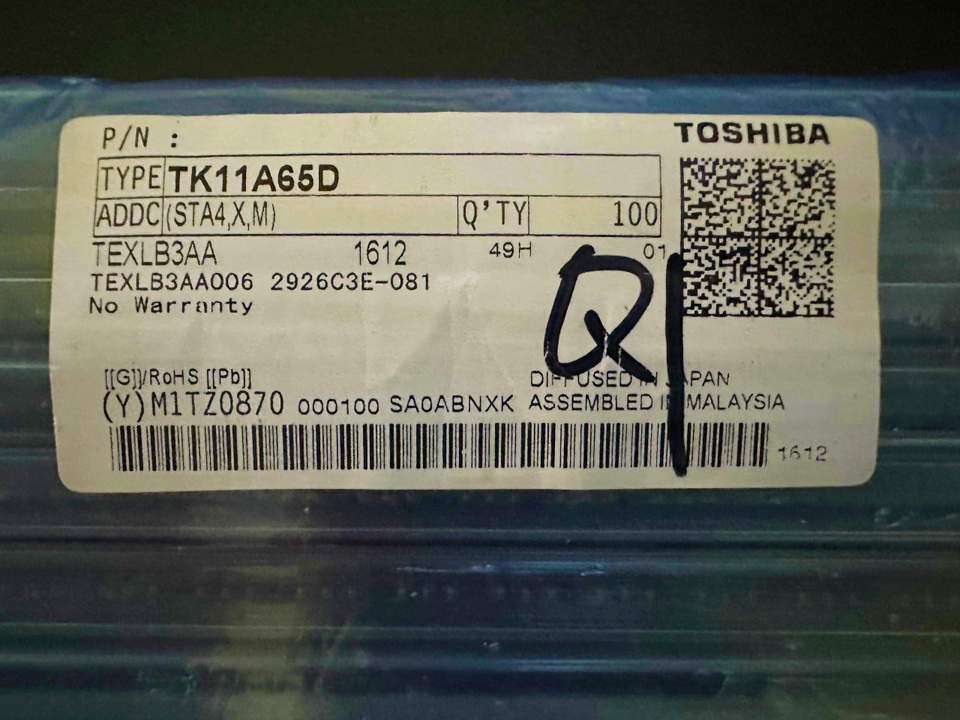 P/N :
TOSHIBA
TYPE TK11A65D
ADDC (STA4,X,M) Q'TY 100
TEXLB3AA 1612 49H 01
TEXLB3AA006 2926C3E-081
No Warranty
[[G]]/RoHS [[Pb]] DIFFUSED IN JAPAN
(Y)M1TZ0870 000100 SA0ABNXK ASSEMBLED IN MALAYSIA
1612